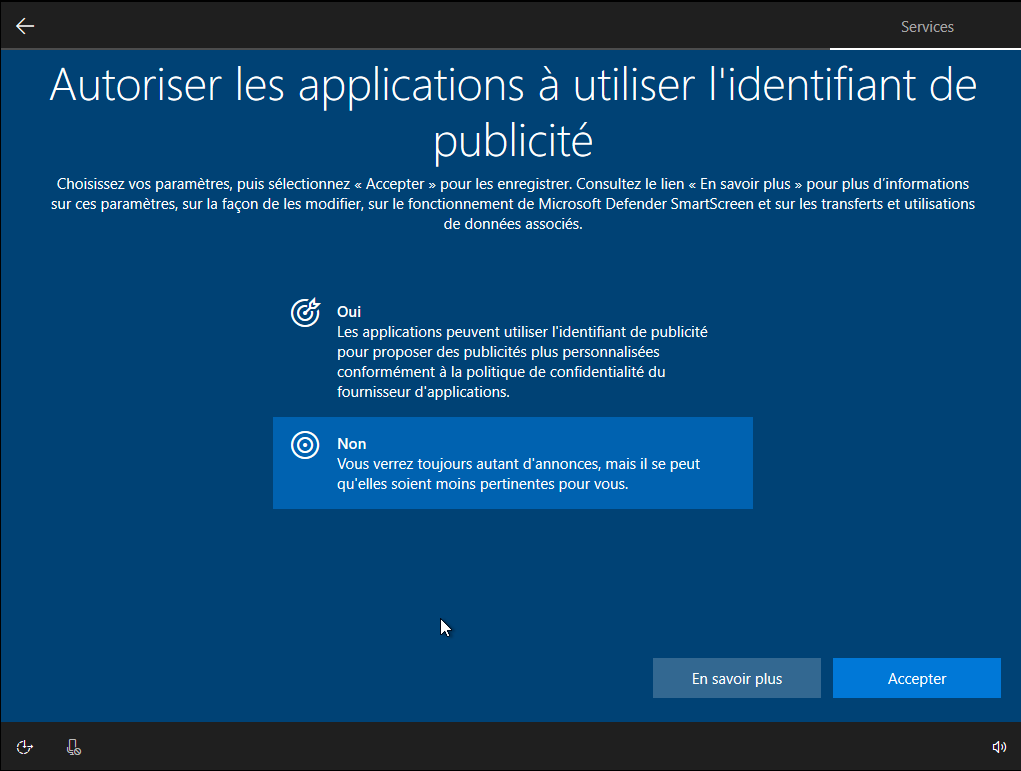 Services
Autoriser les applications à utiliser l'identifiant de
publicité
Choisissez vos paramètres, puis sélectionnez « Accepter » pour les enregistrer. Consultez le lien « En savoir plus » pour plus d’informations
sur ces paramètres, sur la façon de les modifier, sur le fonctionnement de Microsoft Defender SmartScreen et sur les transferts et utilisations
de données associés.
Oui
Les applications peuvent utiliser l'identifiant de publicité
pour proposer des publicités plus personnalisées
conformément à la politique de confidentialité du
fournisseur d'applications.
Non
Vous verrez toujours autant d'annonces, mais il se peut
qu'elles soient moins pertinentes pour vous.
En savoir plus
Accepter